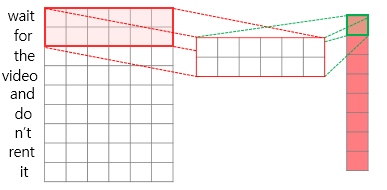 wait
for
the
video
and
do
n't
rent
it